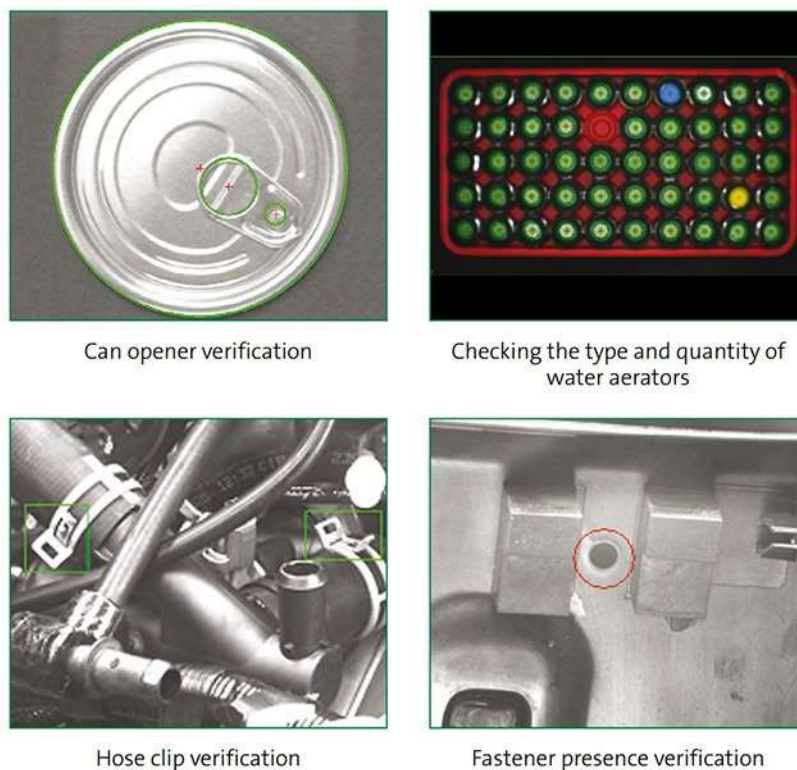 Can opener verification
Checking the type and quantity of
water aerators
Hose clip verification
Fastener presence verification